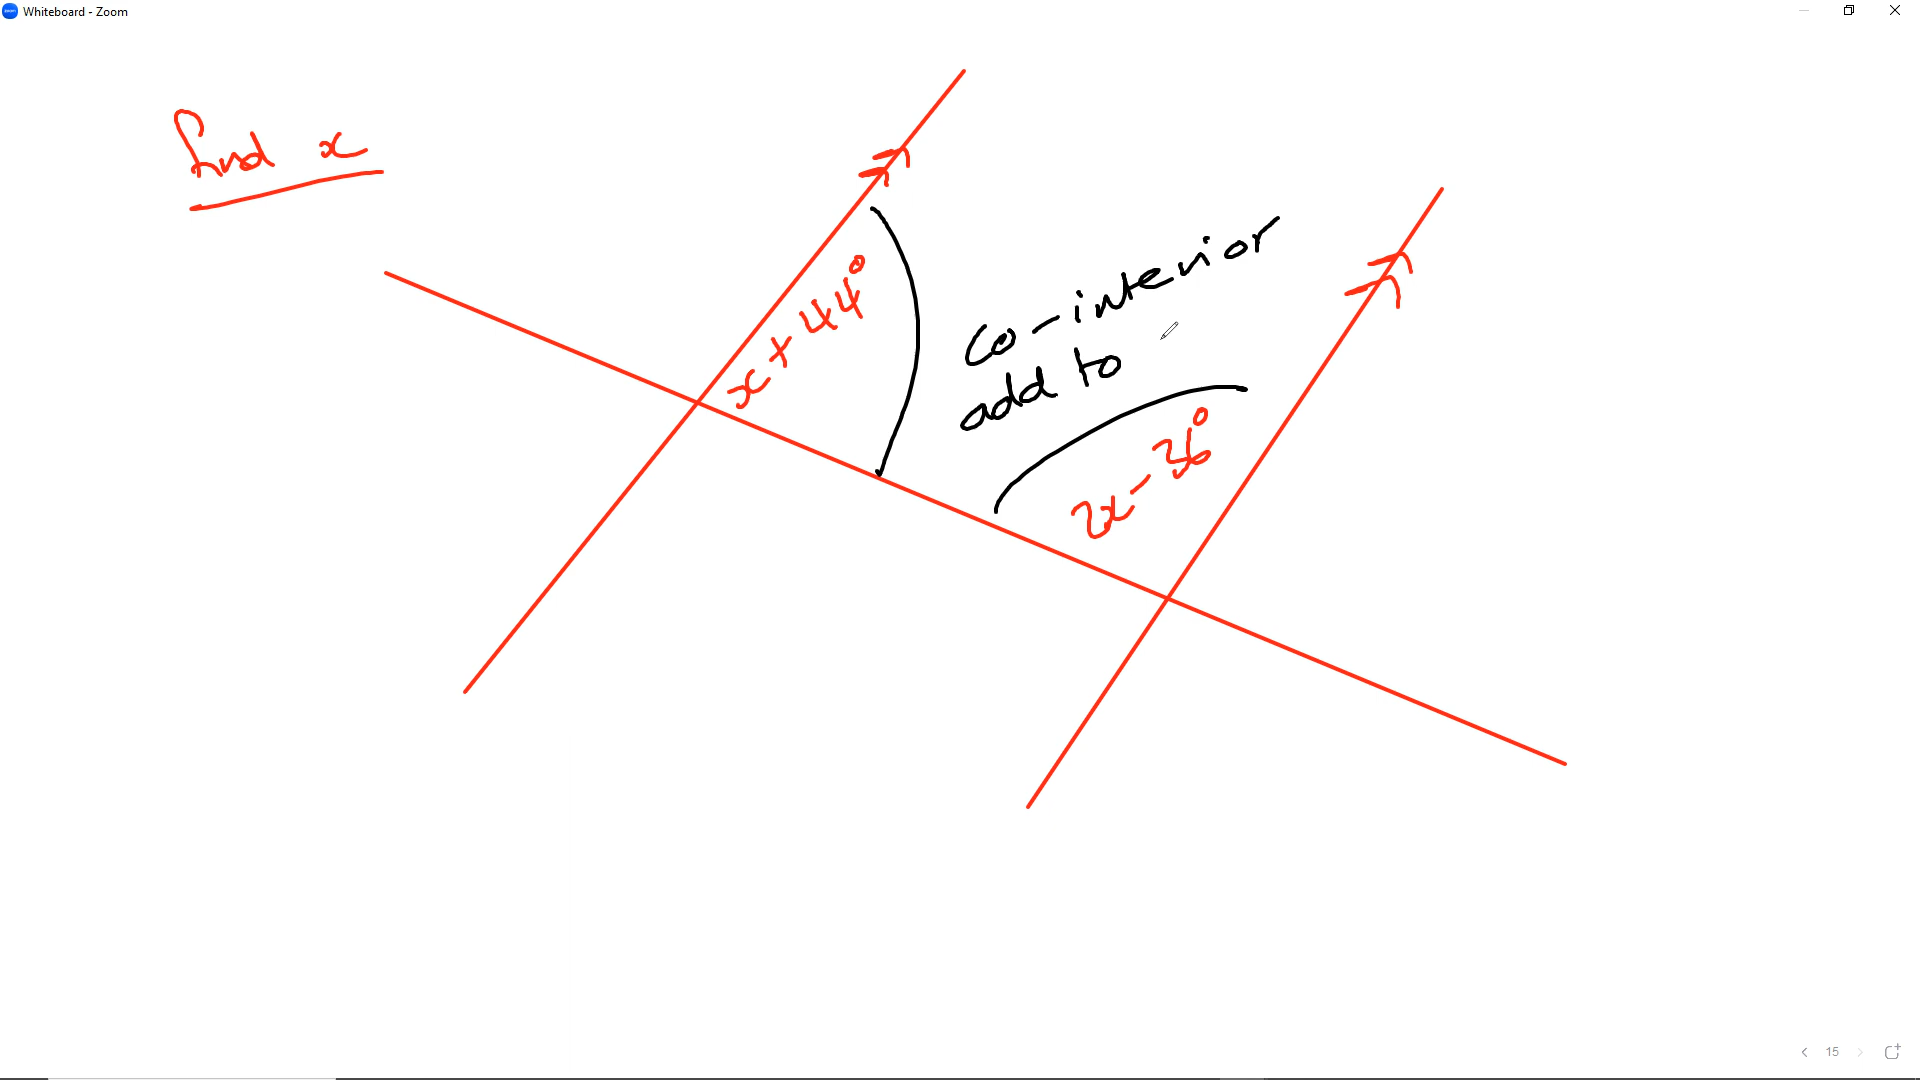 Whiteboard - Zoom
find x
x + 44°
Co-interior
add to
2x - 36°
15